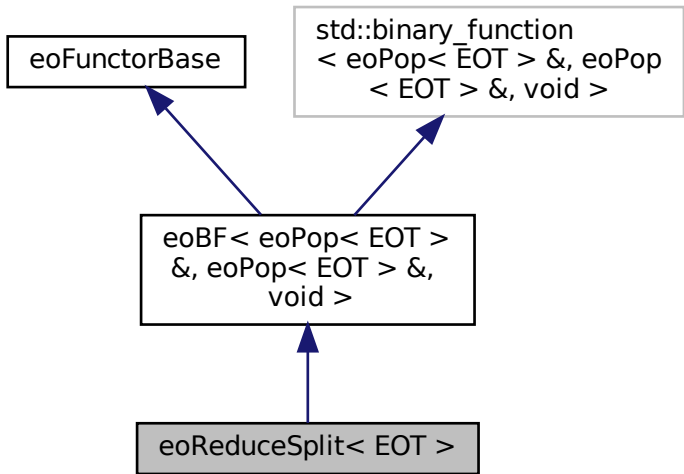 eoFunctorBase
std::binary_function
< eoPop< EOT > &, eoPop
< EOT > &, void >
eoBF< eoPop< EOT >
&, eoPop< EOT > &,
void >
eoReduceSplit< EOT >